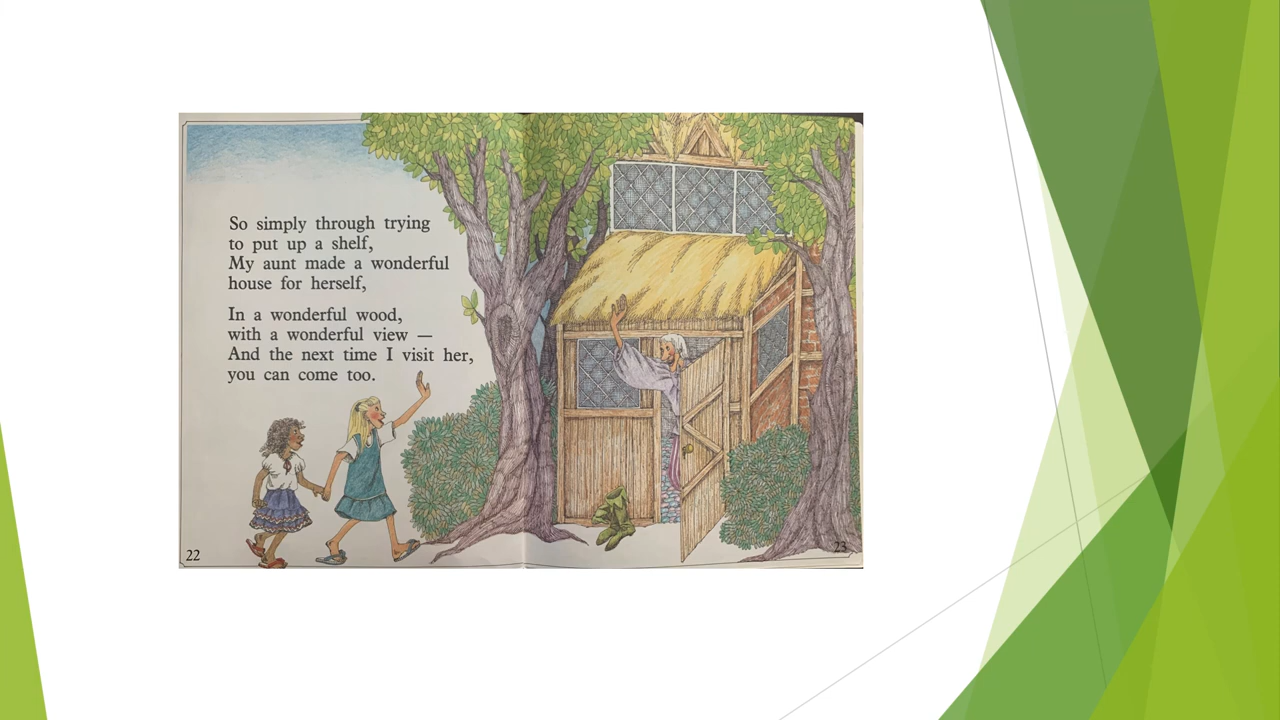 So simply through trying
to put up a shelf,
My aunt made a wonderful
house for herself,
In a wonderful wood,
with a wonderful view —
And the next time I visit her,
you can come too.
22
23